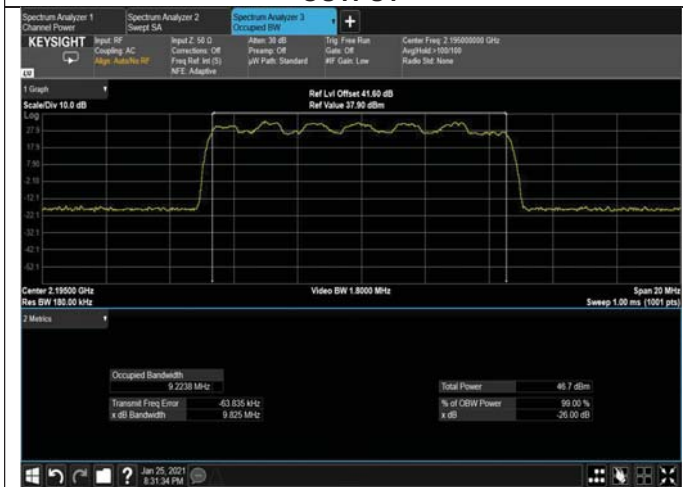 Spectrum Analyzer 1
Channel Power
Spectrum Analyzer 2
Swept SA
Spectrum Analyzer 3
Occupied BW
KEYSIGHT
Input: RF
Coupling: AC
Align: Auto/No RF
Input Z: 50 Ω
Corrections: Off
Freq Ref: Int (S)
NFE: Adaptive
Atten: 30 dB
Preamp: Off
µW Path: Standard
Trig: Free Run
Gate: Off
#IF Gain: Low
Center Freq: 2.195000000 GHz
Avg|Hold:>100/100
Radio Std: None
1 Graph
Scale/Div 10.0 dB
Ref Lvl Offset 41.60 dB
Ref Value 37.90 dBm
Log
27.9
17.9
7.90
-2.10
-12.1
-22.1
-32.1
-42.1
-52.1
Center 2.19500 GHz
Res BW 180.00 kHz
Video BW 1.8000 MHz
Span 20 MHz
Sweep 1.00 ms (1001 pts)
2 Metrics
Occupied Bandwidth
9.2238 MHz
Transmit Freq Error -63.835 kHz
x dB Bandwidth 9.825 MHz
Total Power 46.7 dBm
% of OBW Power 99.00 %
x dB -26.00 dB
Jan 25, 2021
8:31:34 PM